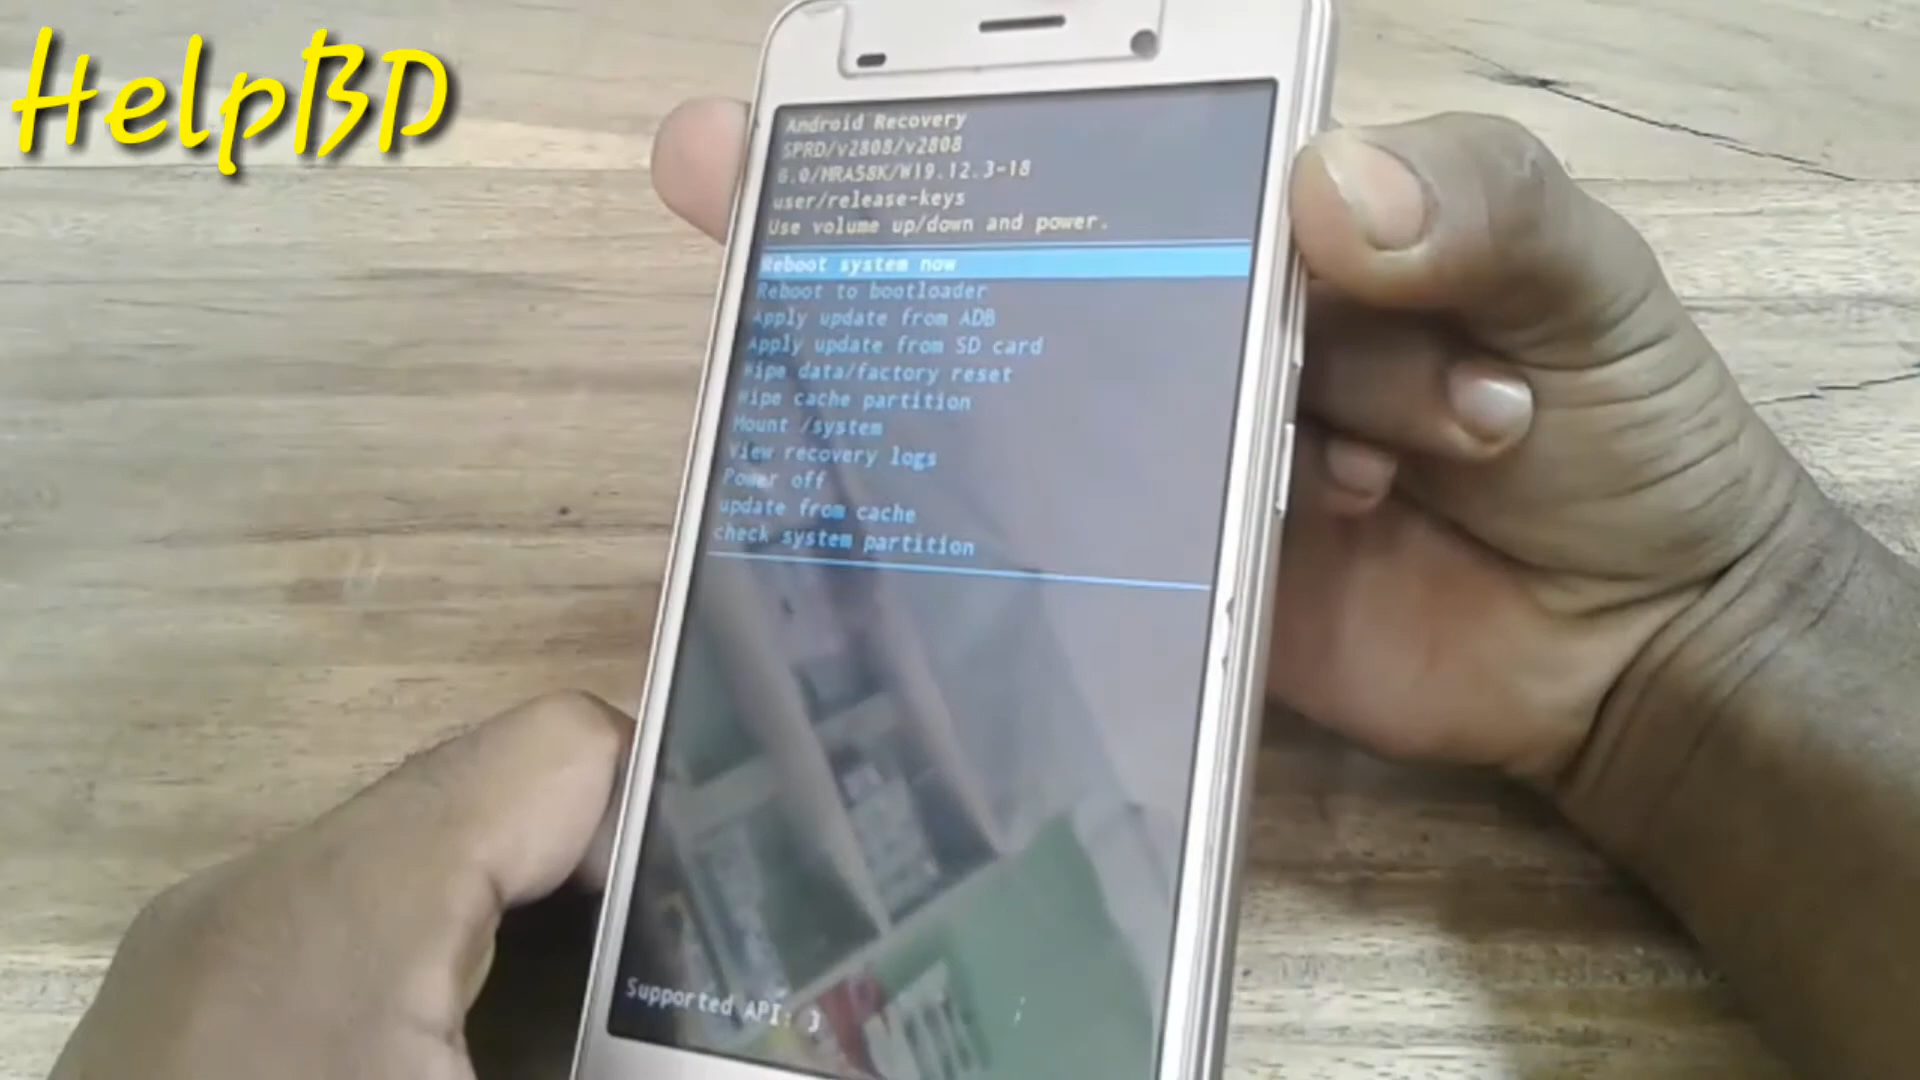 HelpBD
Android Recovery
SPRD/v2808/v2808
6.0/MRA58K/W19.12.3-18
user/release-keys
Use volume up/down and power.
Reboot system now
Reboot to bootloader
Apply update from ADB
Apply update from SD card
Wipe data/factory reset
Wipe cache partition
Mount /system
View recovery logs
Power off
update from cache
check system partition
Supported API: 3